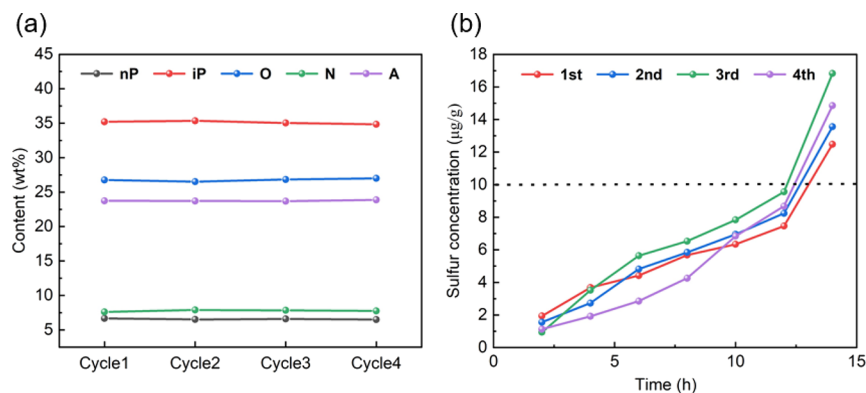 (a)
nP iP O N A
45
40
35
30
25
20
15
10
5
Content (wt%)
Cycle1 Cycle2 Cycle3 Cycle4
(b)
1st 2nd 3rd 4th
18
16
14
12
10
8
6
4
2
0
Sulfur concentration (μg/g)
0 5 10 15
Time (h)